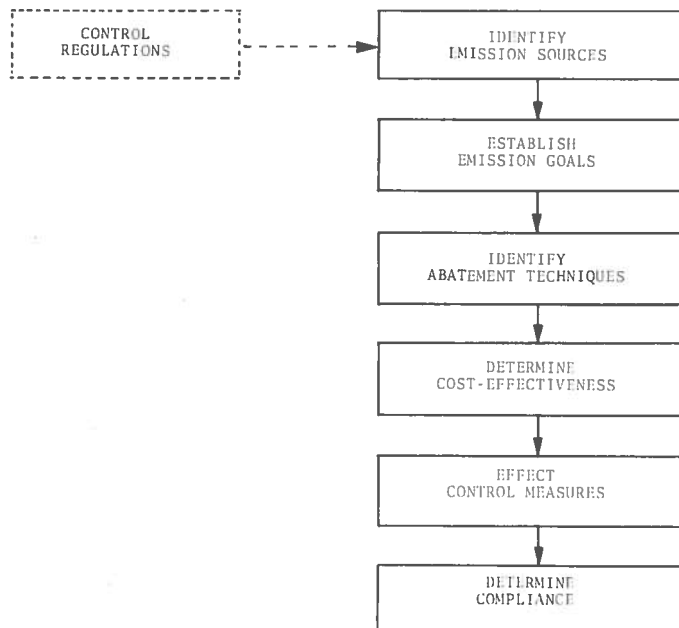 CONTROL
REGULATIONS
IDENTIFY
EMISSION SOURCES
ESTABLISH
EMISSION GOALS
IDENTIFY
ABATEMENT TECHNIQUES
DETERMINE
COST-EFFECTIVENESS
EFFECT
CONTROL MEASURES
DETERMINE
COMPLIANCE